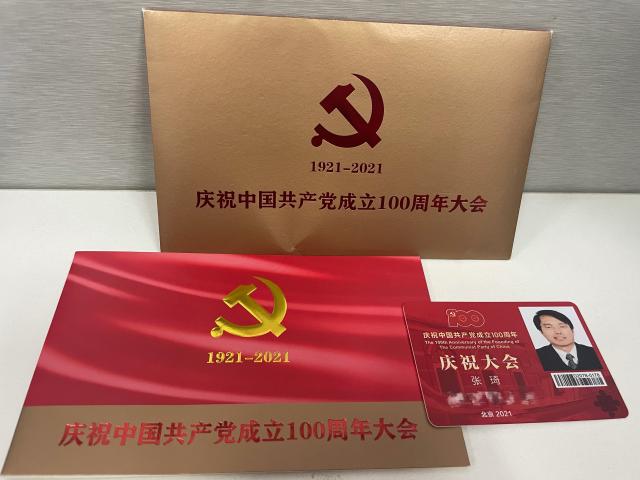 1921-2021
庆祝中国共产党成立100周年大会
1921-2021
庆祝中国共产党成立100周年大会
100
庆祝中国共产党成立100周年
The 100th Anniversary of the Founding of
The Communist Party of China
庆祝大会
张 琦
北京 2021